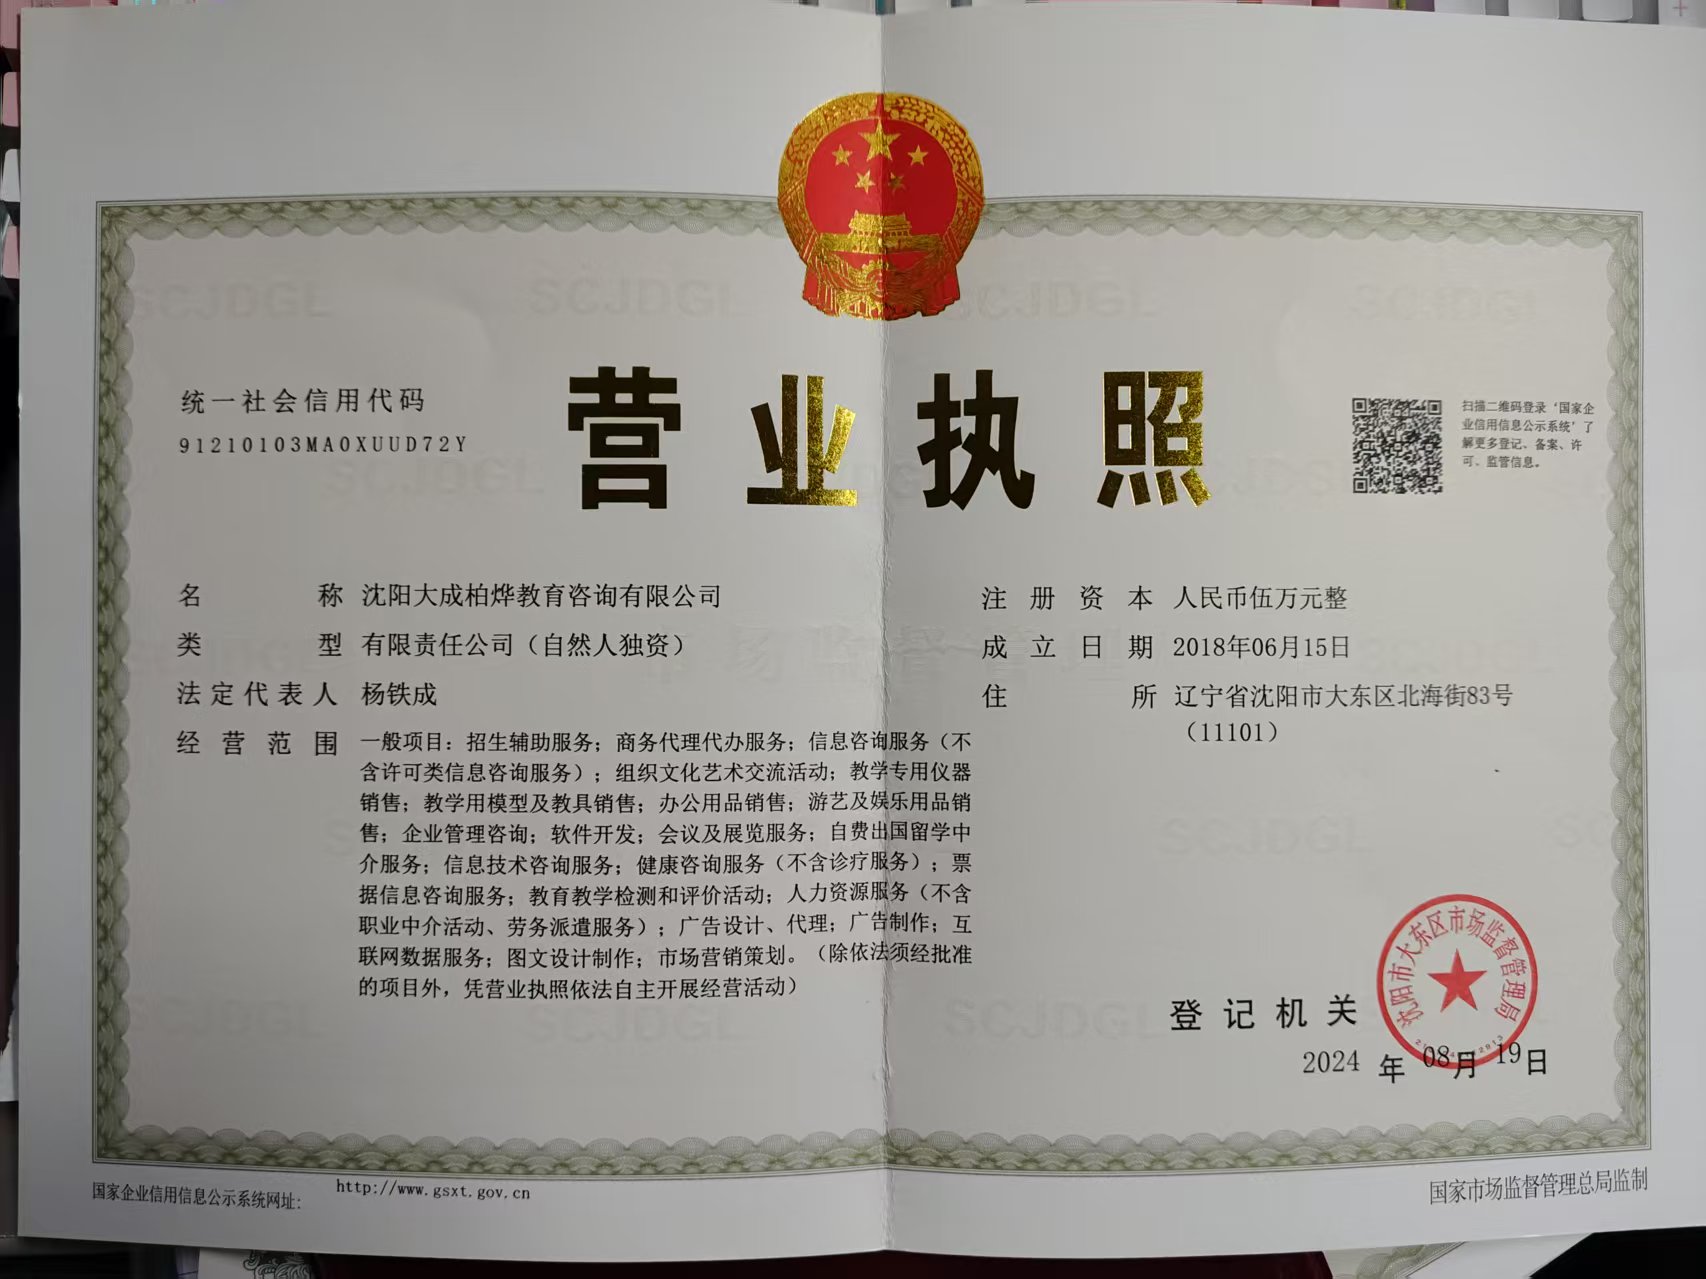 营业执照
统一社会信用代码
91210103MA0XUUD72Y
扫描二维码登录‘国家企
业信用信息公示系统’了
解更多登记、备案、许
可、监管信息。
名称 沈阳大成柏烨教育咨询有限公司
类型 有限责任公司（自然人独资）
法定代表人 杨铁成
经营范围 一般项目：招生辅助服务；商务代理代办服务；信息咨询服务（不
含许可类信息咨询服务）；组织文化艺术交流活动；教学专用仪器
销售；教学用模型及教具销售；办公用品销售；游艺及娱乐用品销
售；企业管理咨询；软件开发；会议及展览服务；自费出国留学中
介服务；信息技术咨询服务；健康咨询服务（不含诊疗服务）；票
据信息咨询服务；教育教学检测和评价活动；人力资源服务（不含
职业中介活动、劳务派遣服务）；广告设计、代理；广告制作；互
联网数据服务；图文设计制作；市场营销策划。（除依法须经批准
的项目外，凭营业执照依法自主开展经营活动）
注册资本 人民币伍万元整
成立日期 2018年06月15日
住所 辽宁省沈阳市大东区北海街83号
（11101）
登记机关
沈阳市大东区市场监督管理局
2024年08月19日
国家企业信用信息公示系统网址：
http://www.gsxt.gov.cn
国家市场监督管理总局监制
SCJDGL